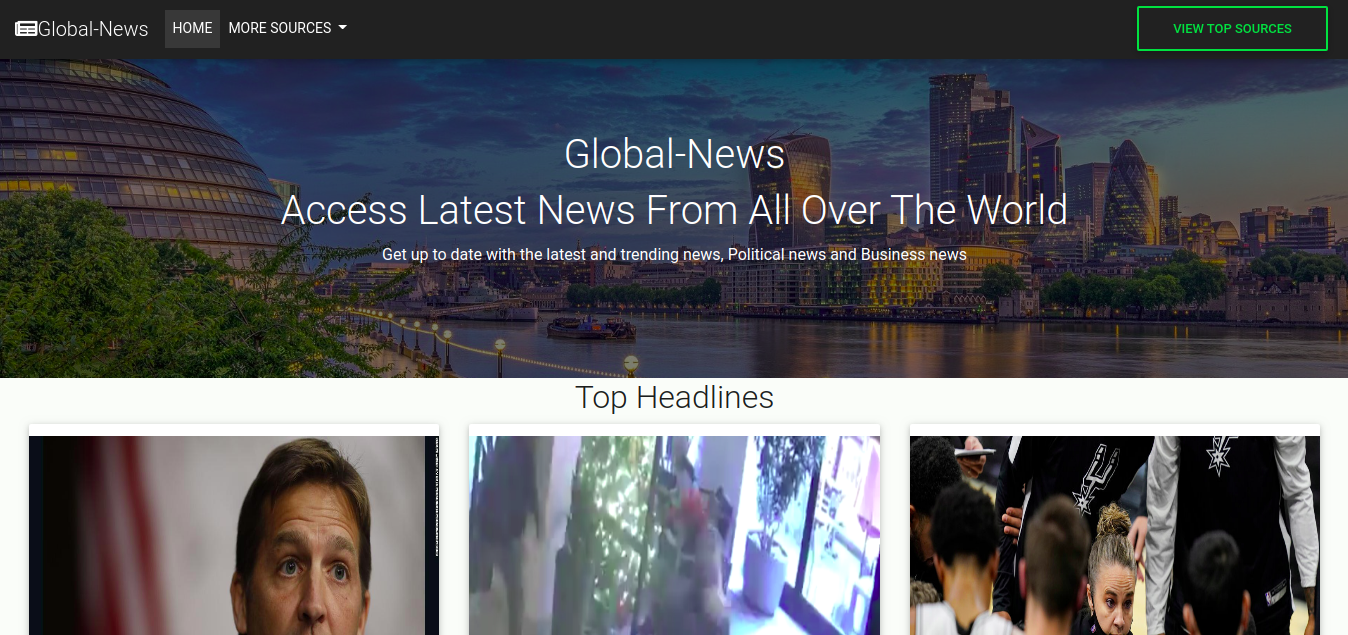 Global-News
HOME
MORE SOURCES
VIEW TOP SOURCES
Global-News
Access Latest News From All Over The World
Get up to date with the latest and trending news, Political news and Business news
Top Headlines